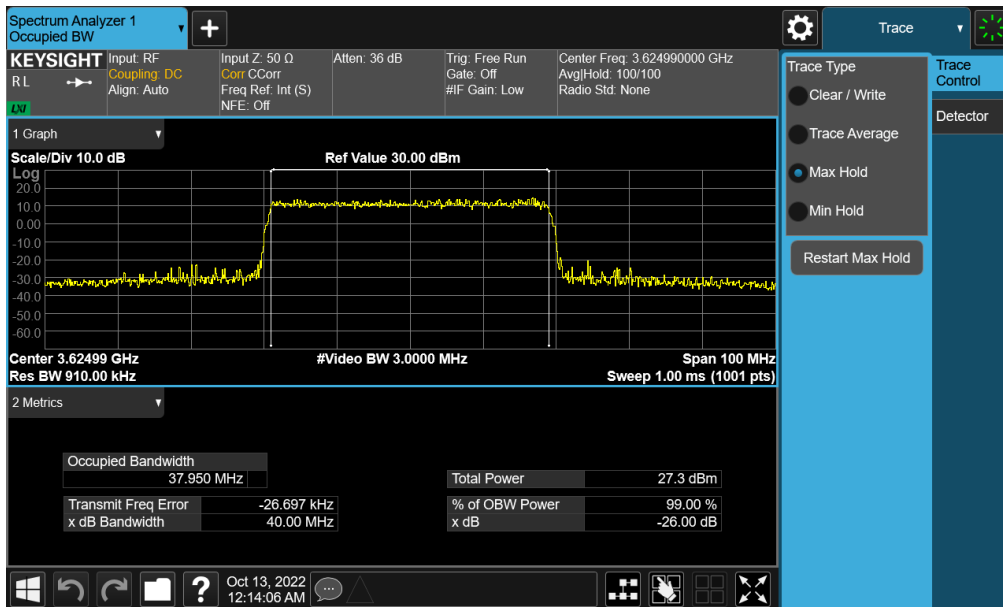 Spectrum Analyzer 1
Occupied BW
+
Trace
KEYSIGHT
R L
LXI
Input: RF
Coupling: DC
Align: Auto
Input Z: 50 Ω
Corr CCorr
Freq Ref: Int (S)
NFE: Off
Atten: 36 dB
Trig: Free Run
Gate: Off
#IF Gain: Low
Center Freq: 3.624990000 GHz
Avg|Hold: 100/100
Radio Std: None
Trace Type
Clear / Write
Trace Average
Max Hold
Min Hold
Restart Max Hold
Trace
Control
Detector
1 Graph
Scale/Div 10.0 dB
Ref Value 30.00 dBm
Log
20.0
10.0
0.00
-10.0
-20.0
-30.0
-40.0
-50.0
-60.0
Center 3.62499 GHz
#Video BW 3.0000 MHz
Span 100 MHz
Res BW 910.00 kHz
Sweep 1.00 ms (1001 pts)
2 Metrics
Occupied Bandwidth
37.950 MHz
Total Power 27.3 dBm
Transmit Freq Error -26.697 kHz
% of OBW Power 99.00 %
x dB Bandwidth 40.00 MHz
x dB -26.00 dB
?
Oct 13, 2022
12:14:06 AM